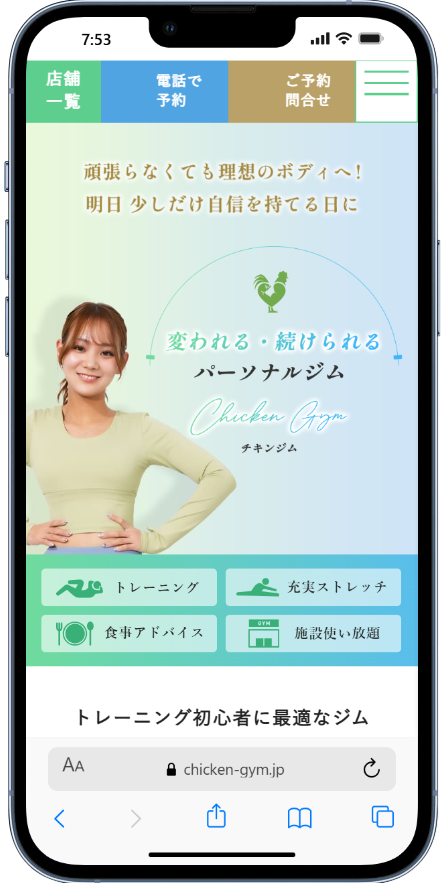 7:53
店舗
一覧
電話で
予約
ご予約
問合せ
頑張らなくても理想のボディへ!
明日 少しだけ自信を持てる日に
変われる・続けられる
パーソナルジム
Chicken Gym
チキンジム
トレーニング
充実ストレッチ
食事アドバイス
GYM
施設使い放題
トレーニング初心者に最適なジム
AA
chicken-gym.jp